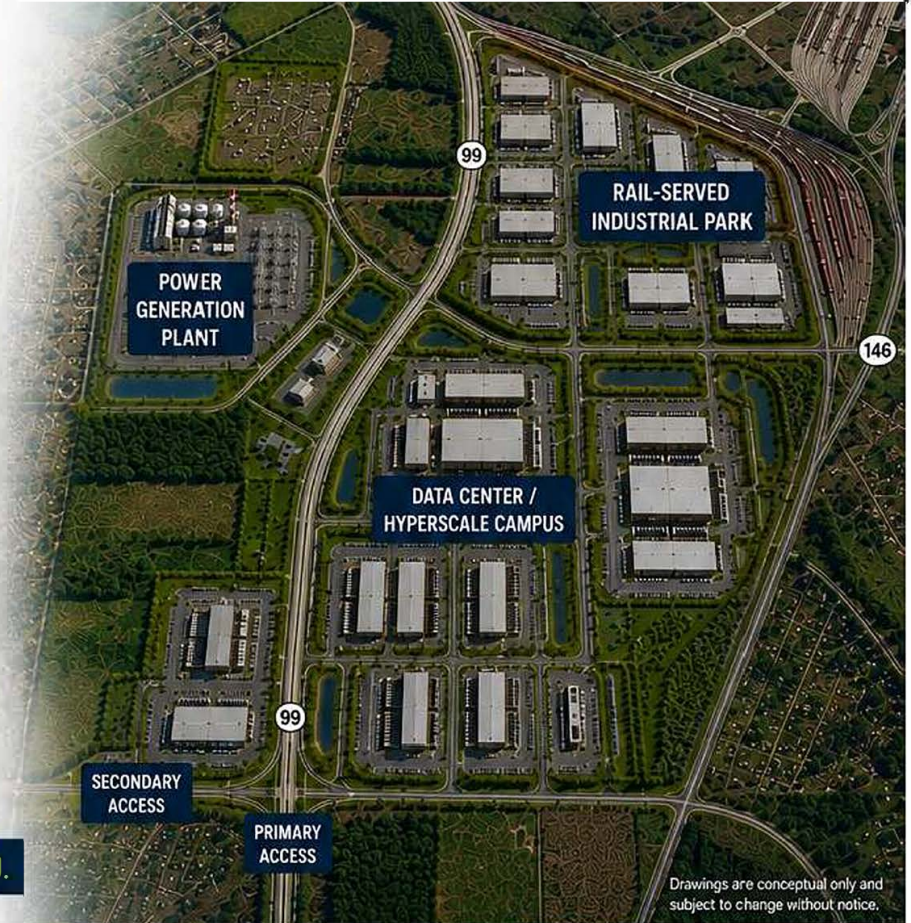 99
RAIL-SERVED
INDUSTRIAL PARK
POWER
GENERATION
PLANT
146
DATA CENTER /
HYPERSCALE CAMPUS
99
SECONDARY
ACCESS
PRIMARY
ACCESS
Drawings are conceptual only and
subject to change without notice.